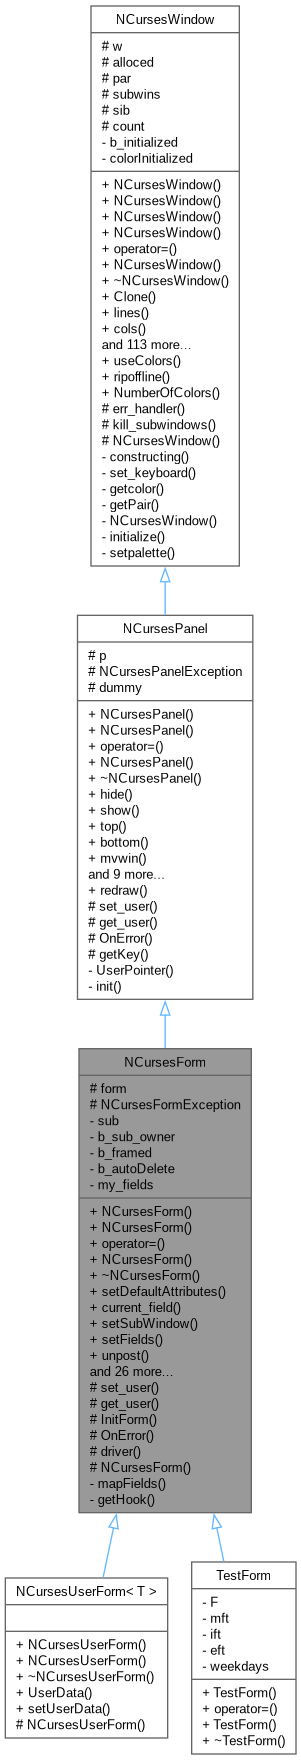 NCursesWindow
# w
# alloced
# par
# subwins
# sib
# count
- b_initialized
- colorInitialized
+ NCursesWindow()
+ NCursesWindow()
+ NCursesWindow()
+ NCursesWindow()
+ operator=()
+ NCursesWindow()
+ ~NCursesWindow()
+ Clone()
+ lines()
+ cols()
and 113 more...
+ useColors()
+ ripoffline()
+ NumberOfColors()
# err_handler()
# kill_subwindows()
# NCursesWindow()
- constructing()
- set_keyboard()
- getcolor()
- getPair()
- NCursesWindow()
- initialize()
- setpalette()
NCursesPanel
# p
# NCursesPanelException
# dummy
+ NCursesPanel()
+ NCursesPanel()
+ operator=()
+ NCursesPanel()
+ ~NCursesPanel()
+ hide()
+ show()
+ top()
+ bottom()
+ mvwin()
and 9 more...
+ redraw()
# set_user()
# get_user()
# OnError()
# getKey()
- UserPointer()
- init()
NCursesForm
# form
# NCursesFormException
- sub
- b_sub_owner
- b_framed
- b_autoDelete
- my_fields
+ NCursesForm()
+ NCursesForm()
+ operator=()
+ NCursesForm()
+ ~NCursesForm()
+ setDefaultAttributes()
+ current_field()
+ setSubWindow()
+ setFields()
+ unpost()
and 26 more...
# set_user()
# get_user()
# InitForm()
# OnError()
# driver()
# NCursesForm()
- mapFields()
- getHook()
NCursesUserForm< T >
+ NCursesUserForm()
+ NCursesUserForm()
+ ~NCursesUserForm()
+ UserData()
+ setUserData()
# NCursesUserForm()
TestForm
- F
- mft
- ift
- eft
- weekdays
+ TestForm()
+ operator=()
+ TestForm()
+ ~TestForm()